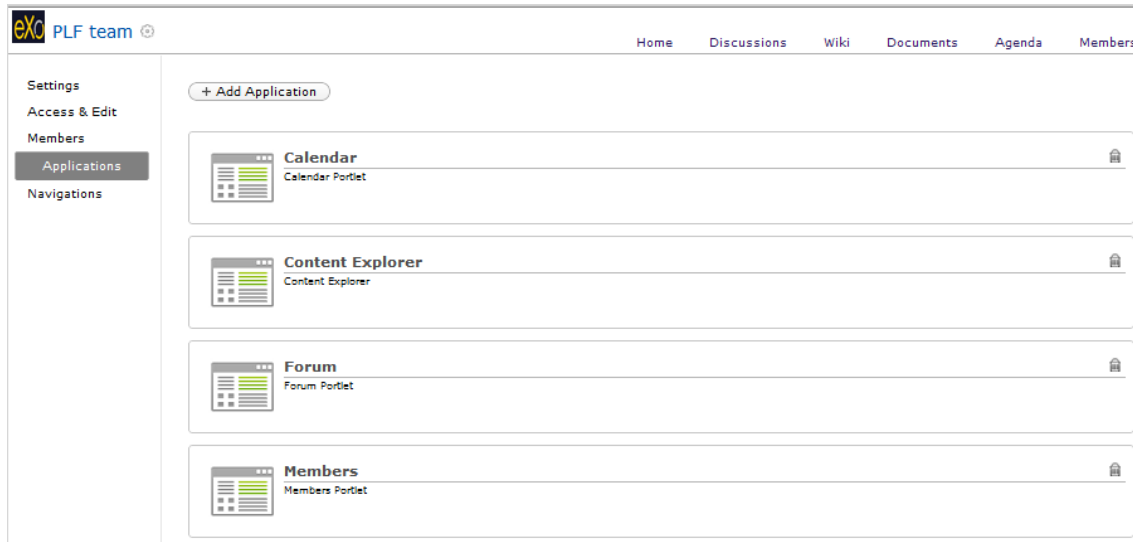 eXo PLF team
Home Discussions Wiki Documents Agenda Members
Settings
Access & Edit
Members
Applications
Navigations
+ Add Application
Calendar
Calendar Portlet
Content Explorer
Content Explorer
Forum
Forum Portlet
Members
Members Portlet